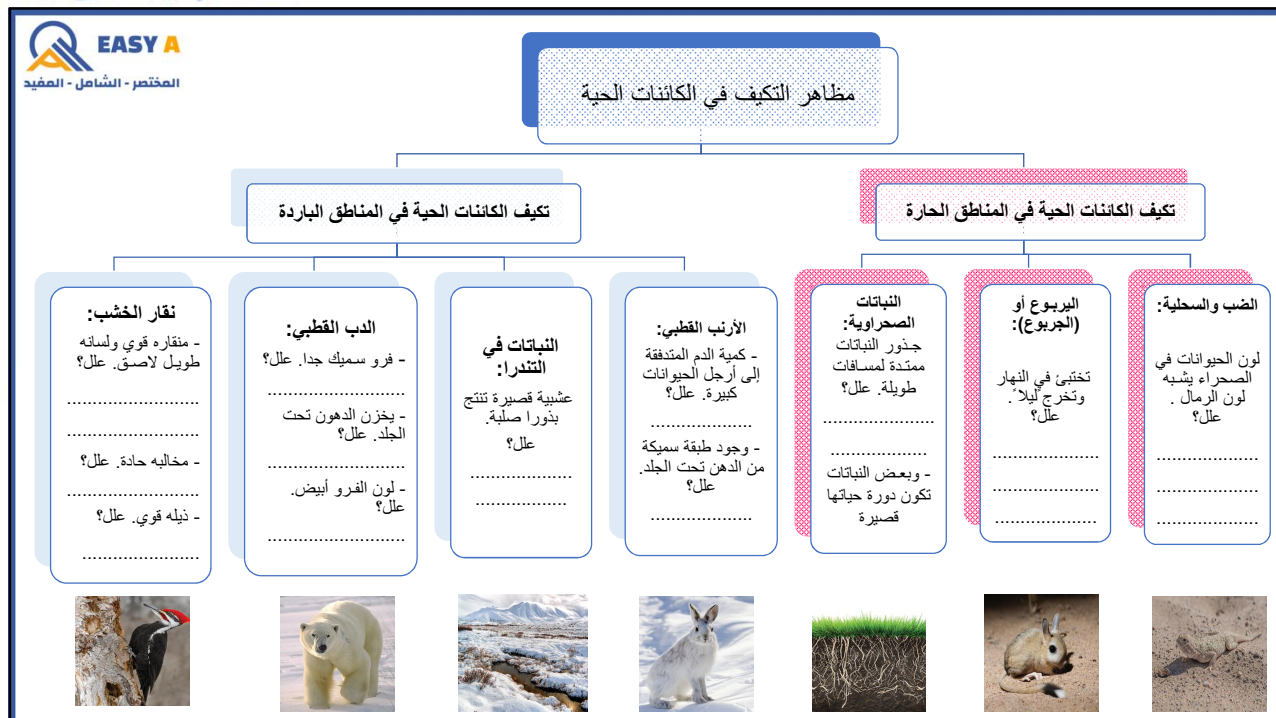 EASY A
المختصر - الشامل - المفيد
مظاهر التكيف في الكائنات الحية
تكيف الكائنات الحية في المناطق الحارة
تكيف الكائنات الحية في المناطق الباردة
الضب والسحلية:
لون الحيوانات في
الصحراء يشبه
لون الرمال .
علل؟
......................
......................
......................
اليربوع أو
(الجربوع):
تختبئ في النهار
وتخرج ًليلا ً.
علل؟
......................
......................
......................
النباتات
الصحراوية:
جذور النباتات
ممتدة لمسافات
طويلة. علل؟
......................
......................
- وبعض النباتات
تكون دورة حياتها
قصيرة
الأرنب القطبي:
- كمية الدم المتدفقة
إلى أرجل الحيوانات
كبيرة. علل؟
......................
- وجود طبقة سميكة
من الدهن تحت الجلد.
علل؟
......................
النباتات في
التندرا:
عشبية قصيرة تنتج
بذورا صلبة.
علل؟
......................
......................
الدب القطبي:
- فرو سميك جدا. علل؟
..............................
- يخزن الدهون تحت
الجلد. علل؟
..............................
- لون الفرو أبيض.
علل؟
..............................
نقار الخشب:
- منقاره قوي ولسانه
طويل لاصق. علل؟
..........................
..........................
- مخالبه حادة. علل؟
..........................
- ذيله قوي. علل؟
..........................